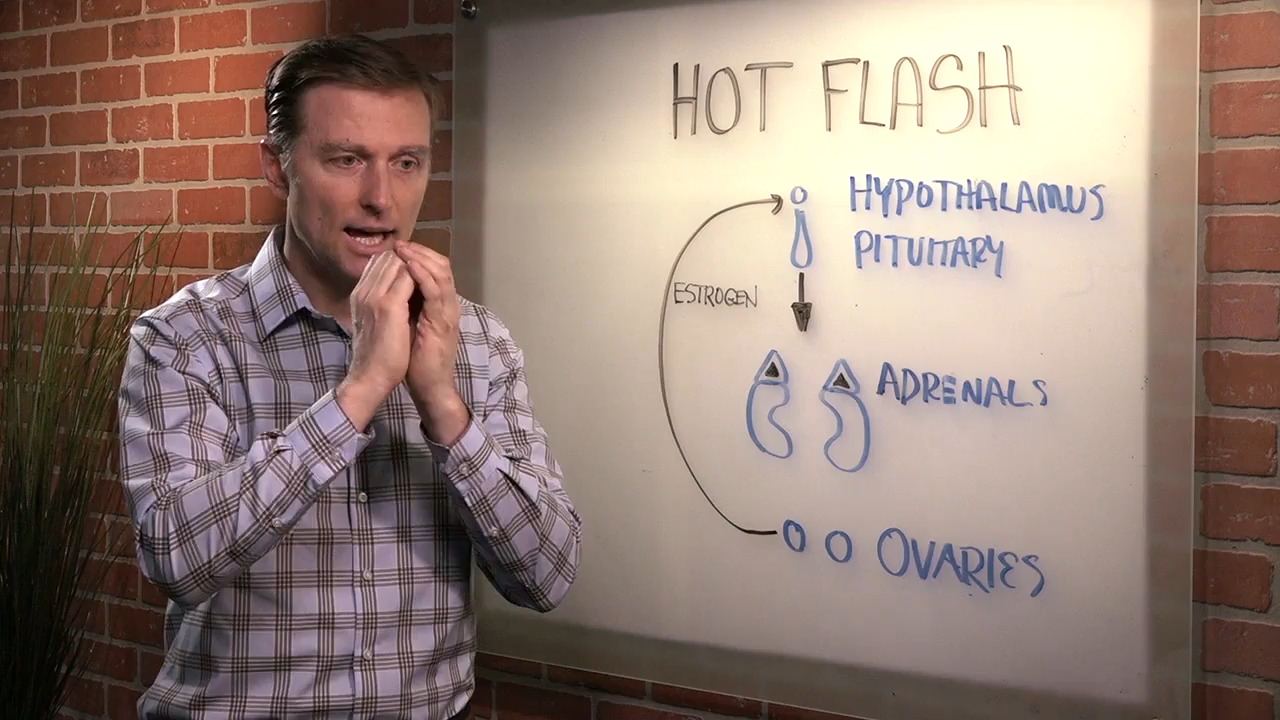 HOT FLASH
HYPOTHALAMUS
PITUITARY
ESTROGEN
ADRENALS
OVARIES